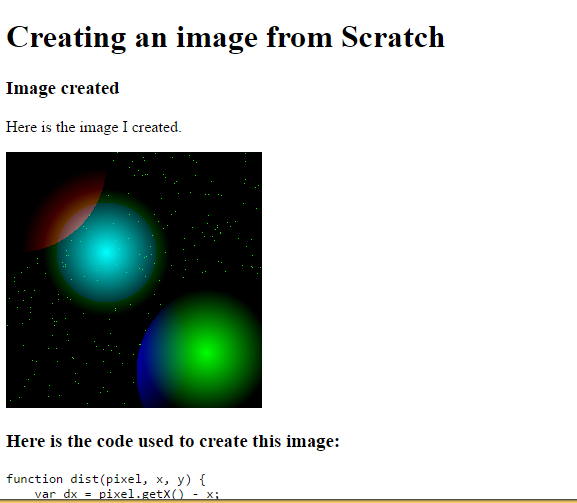 Creating an image from Scratch
Image created
Here is the image I created.
Here is the code used to create this image:
function dist(pixel, x, y) {
    var dx = pixel.getX() - x;